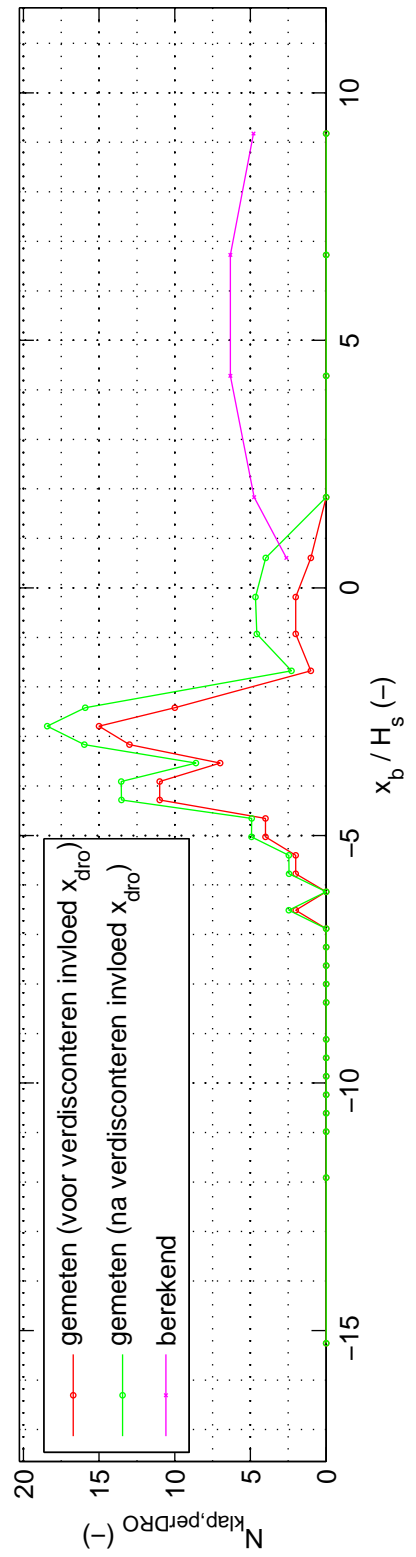 N_klap,perDRO (−)
20
15
10
5
0
gemeten (voor verdisconteren invloed x_dro)
gemeten (na verdisconteren invloed x_dro)
berekend
−15
−10
−5
0
5
10
x_b / H_s (−)